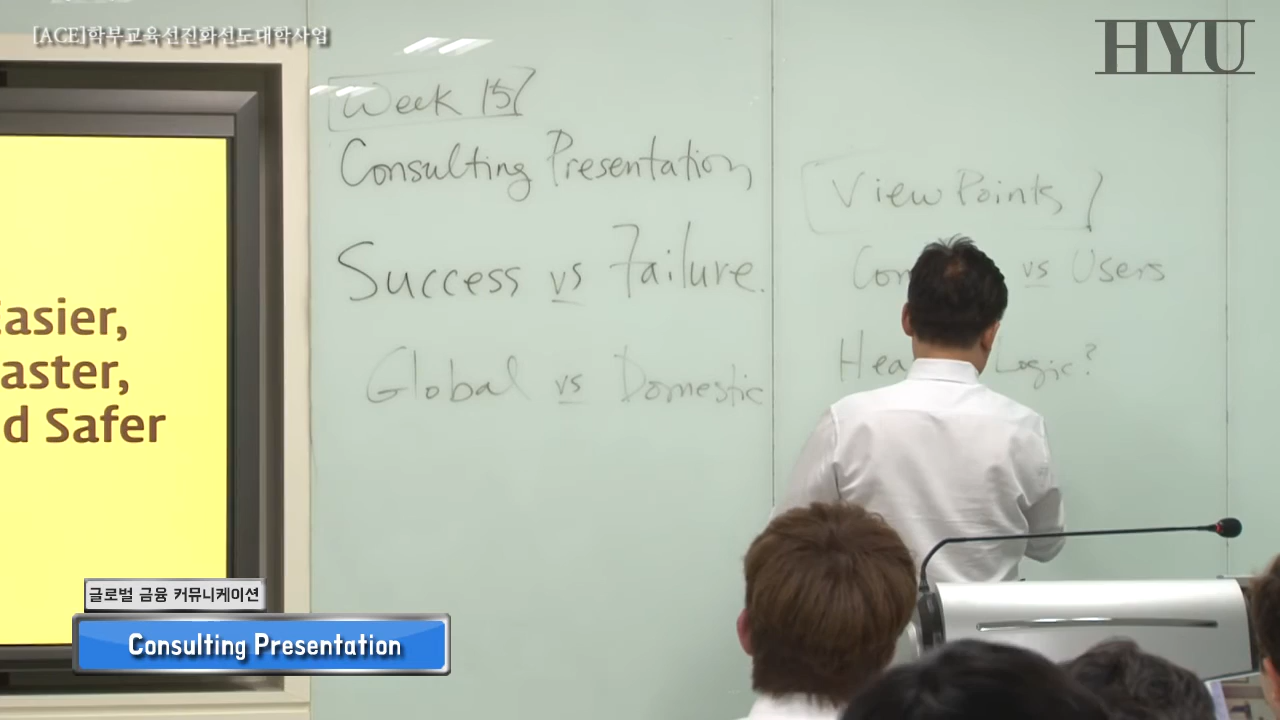 [ACE]학부교육선진화선도대학사업
HYU
Week 15
Consulting Presentation
Success vs Failure.
Global vs Domestic
View Points
vs Users
Logic?
Easier,
aster,
d Safer
글로벌 금융 커뮤니케이션
Consulting Presentation